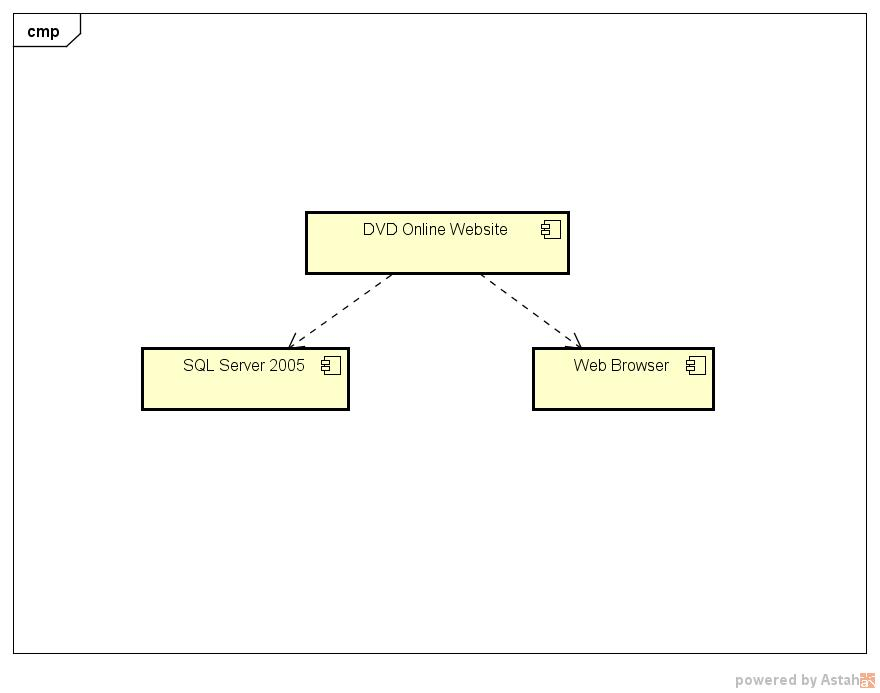 cmp
DVD Online Website
SQL Server 2005
Web Browser
powered by Astah